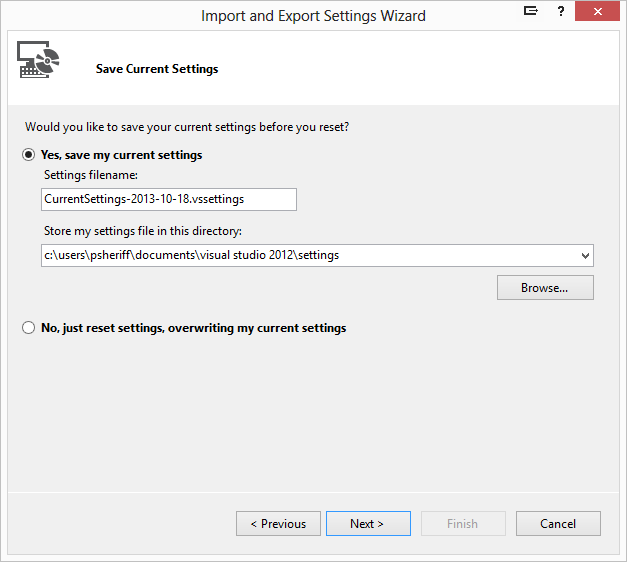 Import and Export Settings Wizard
?
Save Current Settings
Would you like to save your current settings before you reset?
Yes, save my current settings
Settings filename:
CurrentSettings-2013-10-18.vssettings
Store my settings file in this directory:
c:\users\psheriff\documents\visual studio 2012\settings
Browse...
No, just reset settings, overwriting my current settings
< Previous
Next >
Finish
Cancel